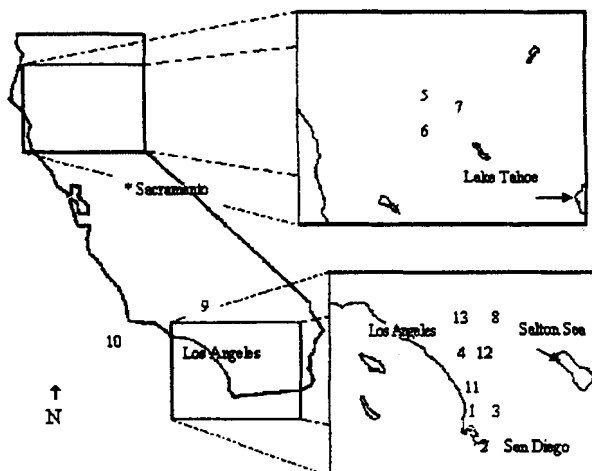 5
7
6
Lake Tahoe
* Sacramento
9
10
Los Angeles
N
Los Angeles
13 8
Salton Sea
4 12
11
1 3
2
San Diego